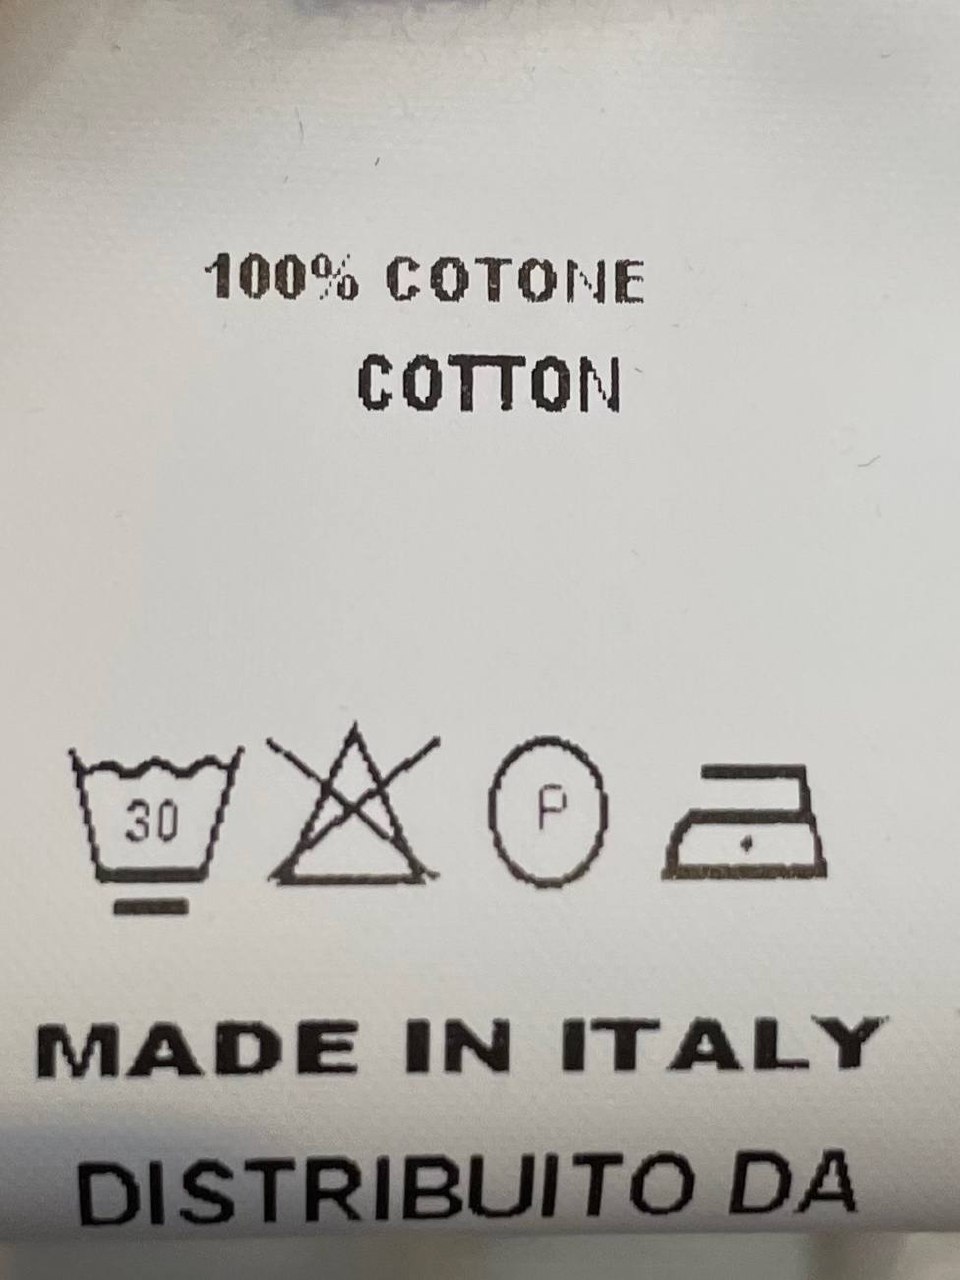 100% COTONE
COTTON
30 P
MADE IN ITALY
DISTRIBUITO DA